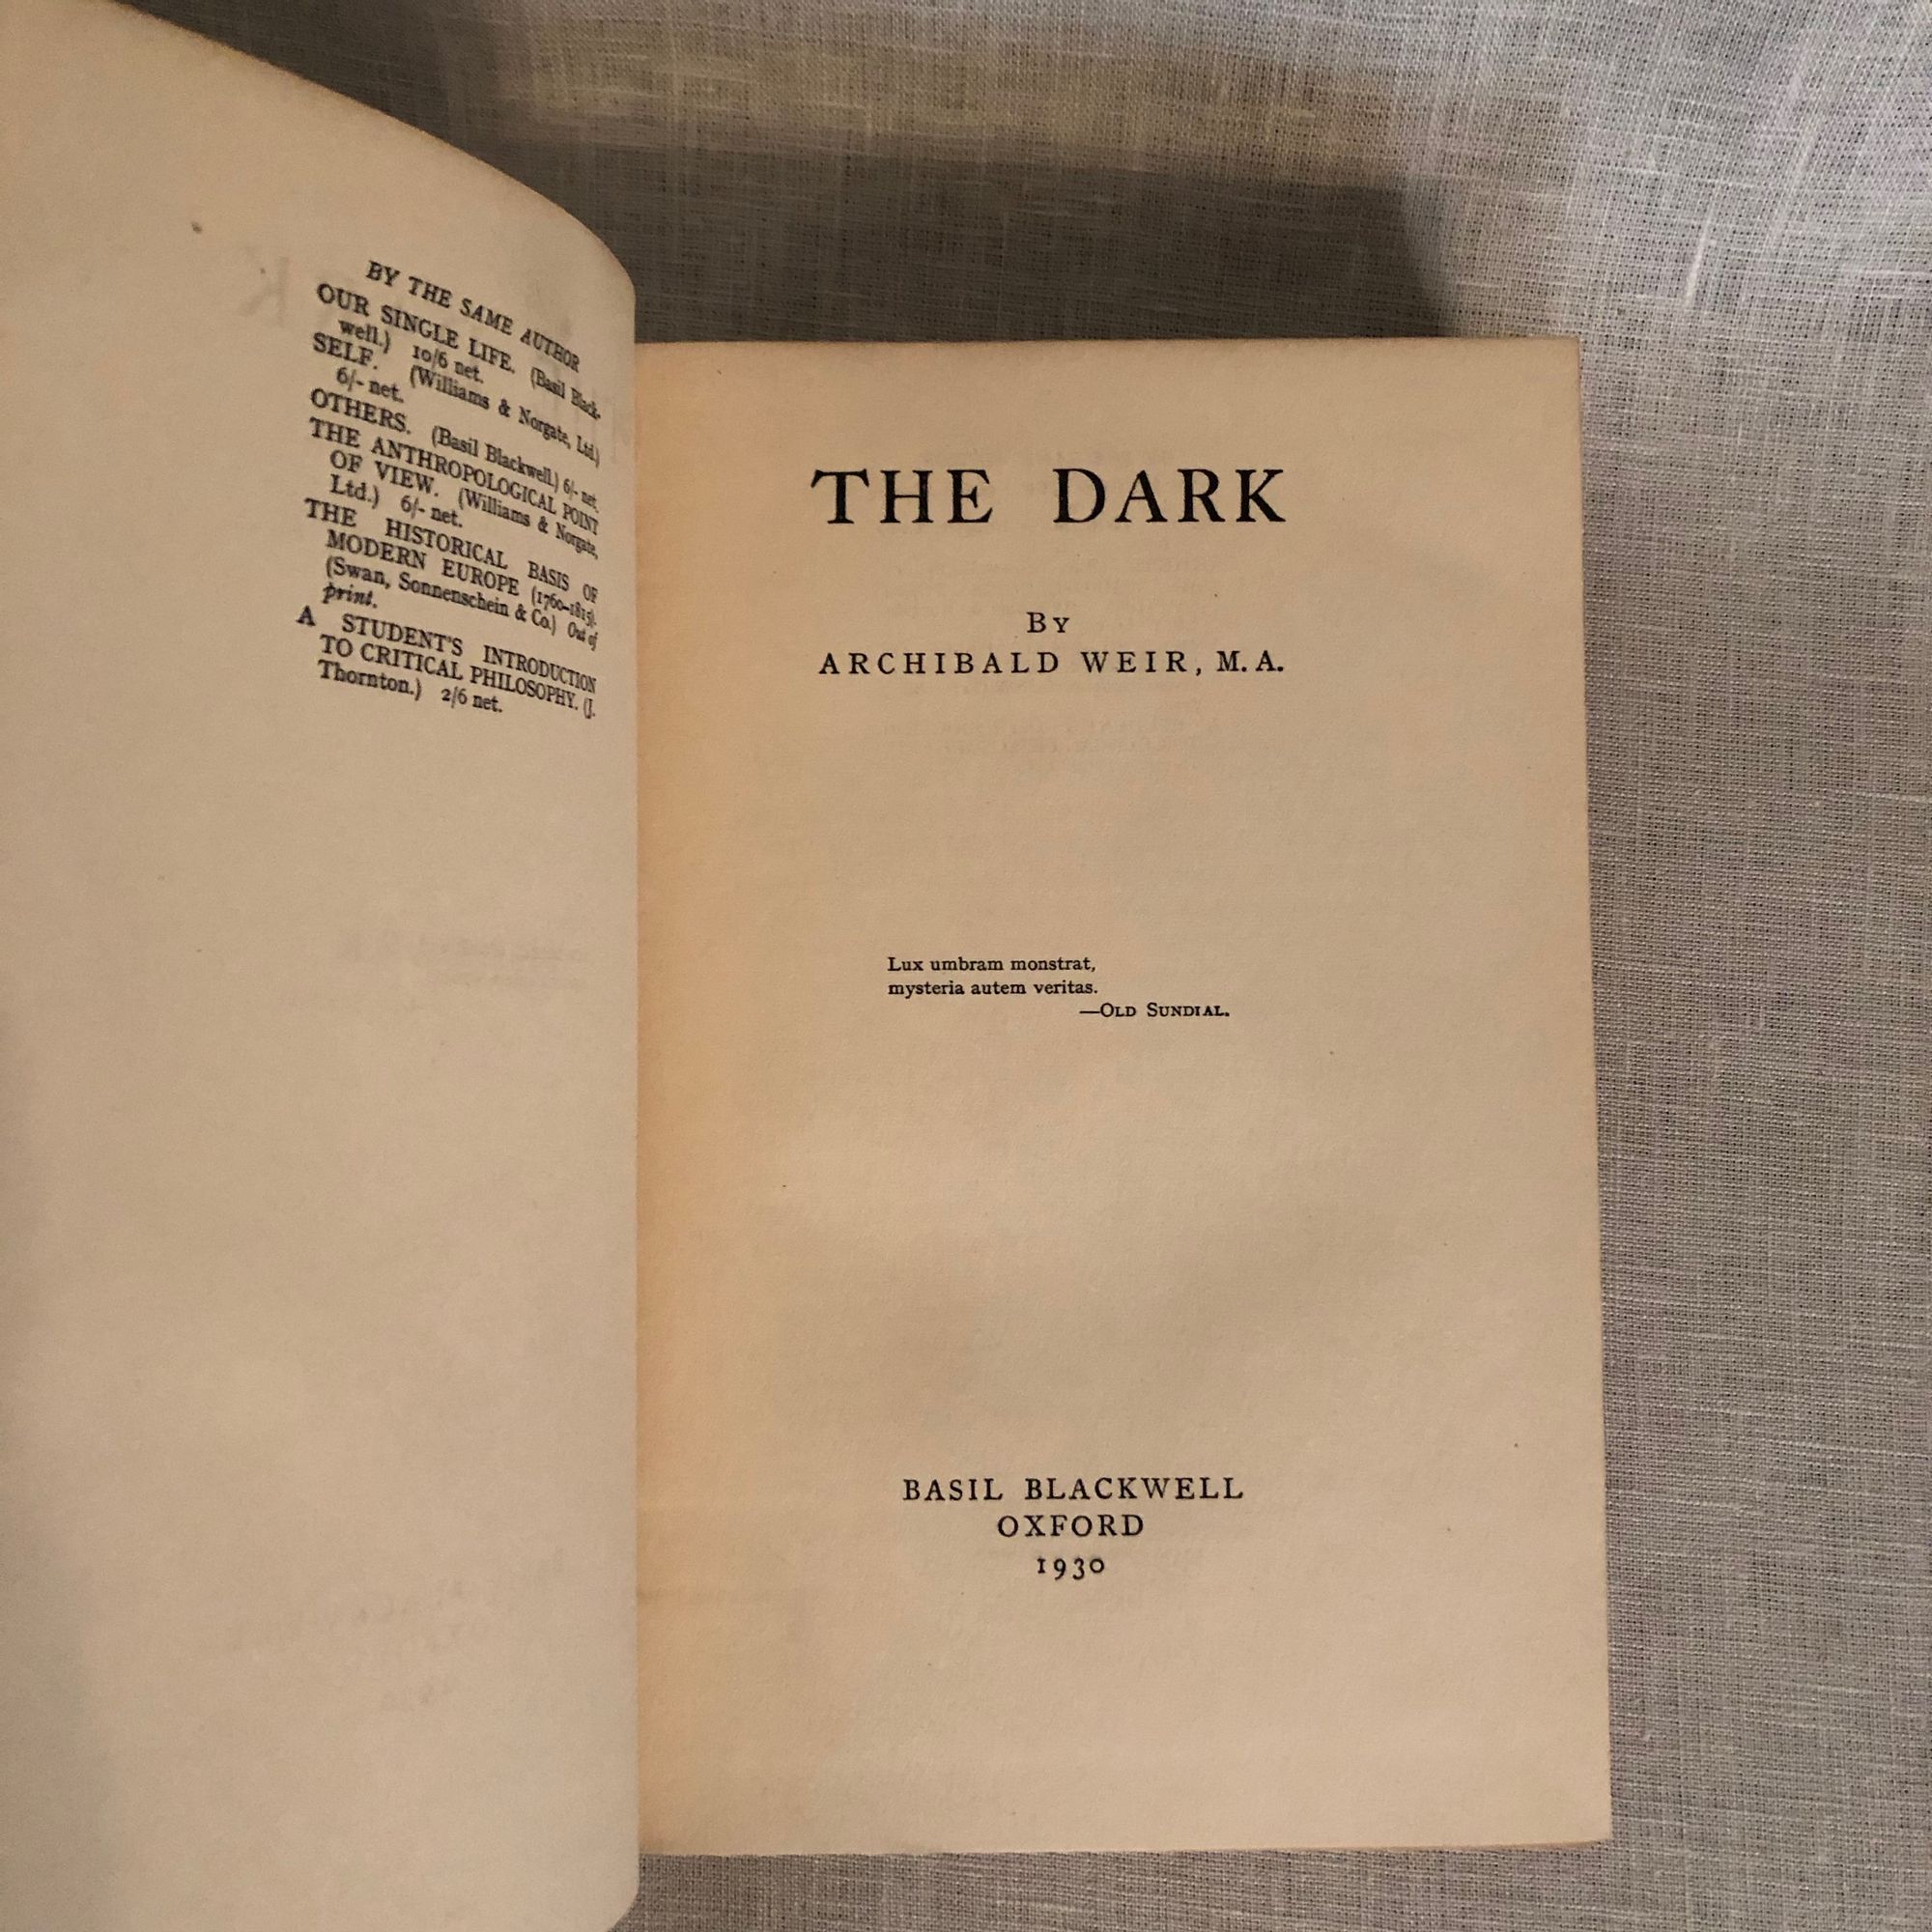 BY THE SAME AUTHOR
OUR SINGLE LIFE. (Basil Black-
well.) 10/6 net.
SELF. (Williams & Norgate, Ltd.)
6/- net.
OTHERS. (Basil Blackwell.) 6/- net.
THE ANTHROPOLOGICAL POINT
OF VIEW. (Williams & Norgate,
Ltd.) 6/- net.
THE HISTORICAL BASIS OF
MODERN EUROPE (1760-1815).
(Swan, Sonnenschein & Co.) Out of
print.
A STUDENT'S INTRODUCTION
TO CRITICAL PHILOSOPHY. (J.
Thornton.) 2/6 net.
THE DARK
By
ARCHIBALD WEIR, M.A.
Lux umbram monstrat,
mysteria autem veritas.
—Old Sundial.
BASIL BLACKWELL
OXFORD
1930